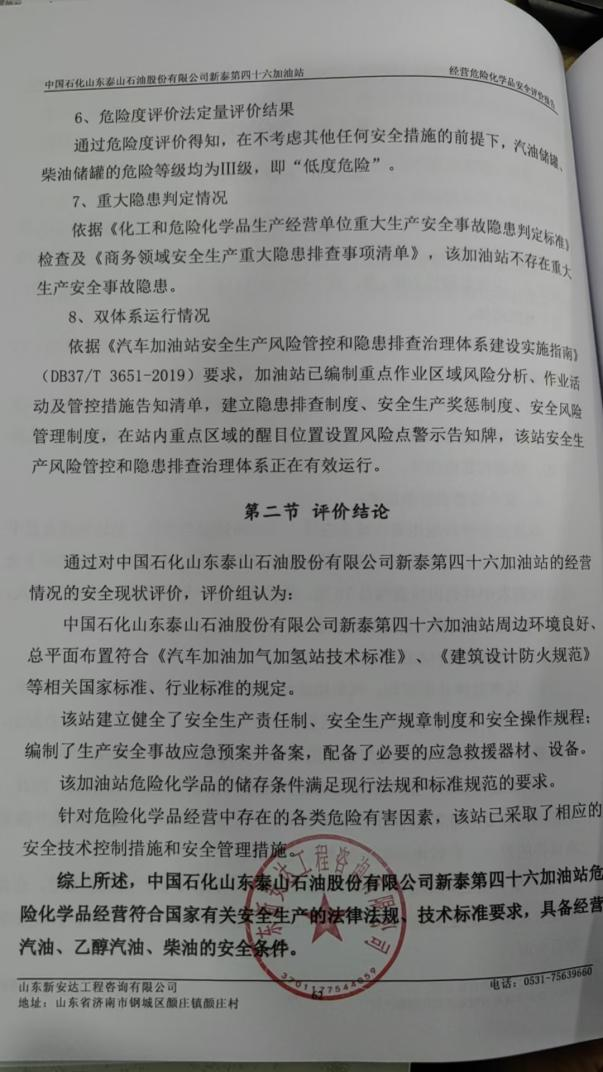 中国石化山东泰山石油股份有限公司新泰第四十六加油站 经营危险化学品安全评价报告
6、危险度评价法定量评价结果
通过危险度评价得知，在不考虑其他任何安全措施的前提下，汽油储罐、
柴油储罐的危险等级均为III级，即“低度危险”。
7、重大隐患判定情况
依据《化工和危险化学品生产经营单位重大生产安全事故隐患判定标准》
检查及《商务领域安全生产重大隐患排查事项清单》，该加油站不存在重大
生产安全事故隐患。
8、双体系运行情况
依据《汽车加油站安全生产风险管控和隐患排查治理体系建设实施指南》
（DB37/T 3651-2019）要求，加油站已编制重点作业区域风险分析、作业活
动及管控措施告知清单，建立隐患排查制度、安全生产奖惩制度、安全风险
管理制度，在站内重点区域的醒目位置设置风险点警示告知牌，该站安全生
产风险管控和隐患排查治理体系正在有效运行。
第二节 评价结论
通过对中国石化山东泰山石油股份有限公司新泰第四十六加油站的经营
情况的安全现状评价，评价组认为：
中国石化山东泰山石油股份有限公司新泰第四十六加油站周边环境良好、
总平面布置符合《汽车加油加气加氢站技术标准》、《建筑设计防火规范》
等相关国家标准、行业标准的规定。
该站建立健全了安全生产责任制、安全生产规章制度和安全操作规程；
编制了生产安全事故应急预案并备案，配备了必要的应急救援器材、设备。
该加油站危险化学品的储存条件满足现行法规和标准规范的要求。
针对危险化学品经营中存在的各类危险有害因素，该站已采取了相应的
安全技术控制措施和安全管理措施。
综上所述，中国石化山东泰山石油股份有限公司新泰第四十六加油站危
险化学品经营符合国家有关安全生产的法律法规、技术标准要求，具备经营
汽油、乙醇汽油、柴油的安全条件。
山东新安达工程咨询有限公司 电话：0531-75639660
地址：山东省济南市钢城区颜庄镇颜庄村
山东新安达工程咨询有限公司
3701177544059